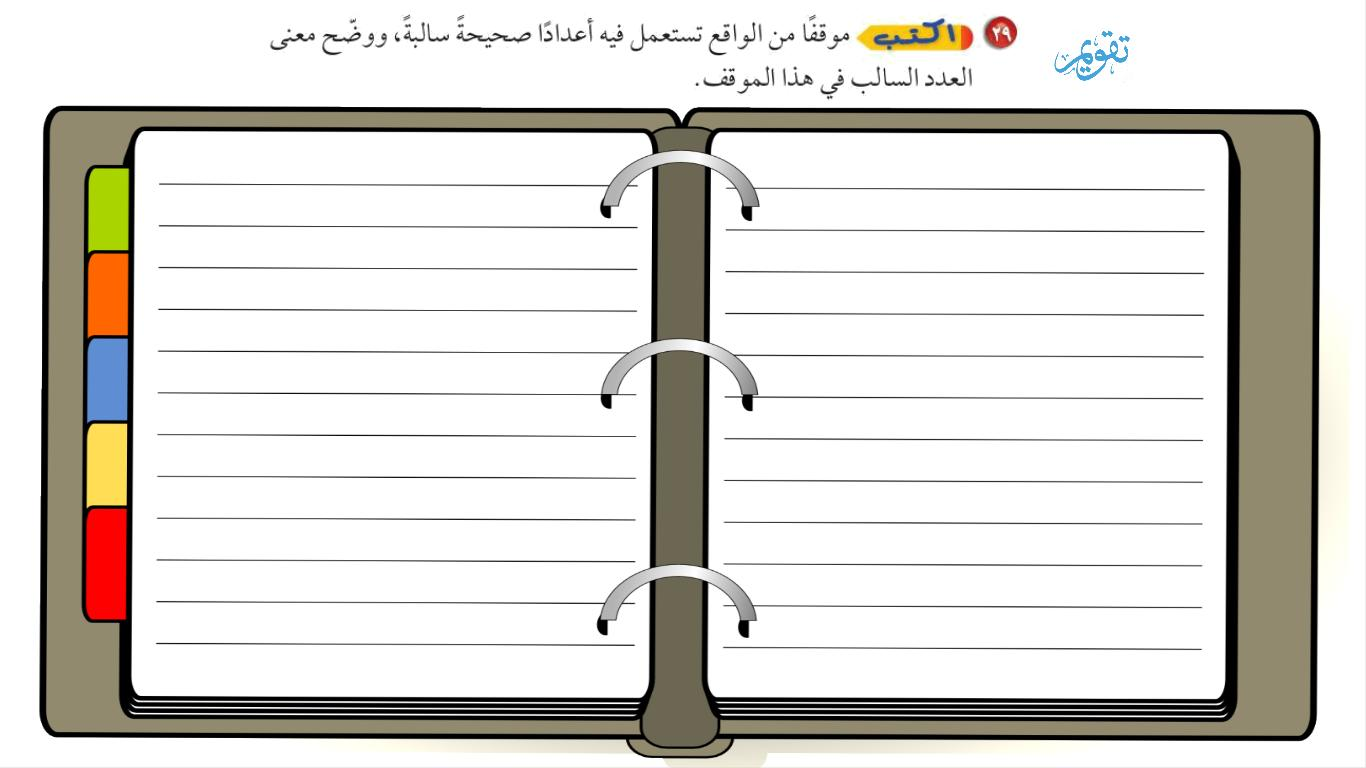 تقويم
٢٩ اكتب موقفًا من الواقع تستعمل فيه أعدادًا صحيحةً سالبةً، ووضّح معنى
العدد السالب في هذا الموقف.